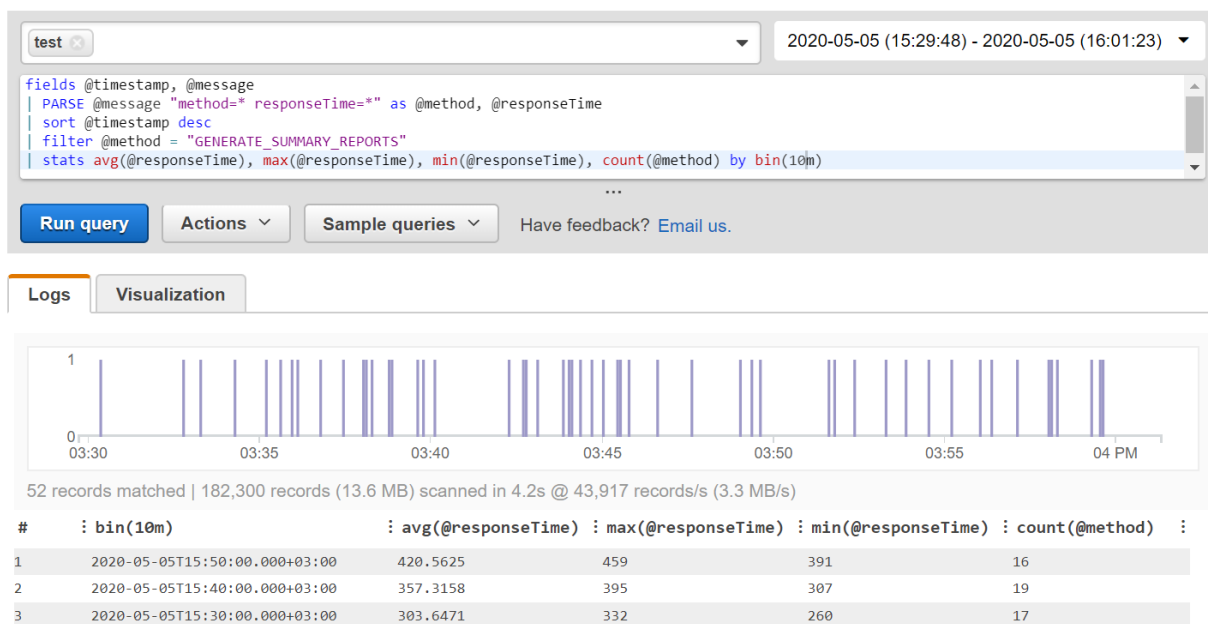 test
2020-05-05 (15:29:48) - 2020-05-05 (16:01:23)
fields @timestamp, @message
| PARSE @message "method=* responseTime=*" as @method, @responseTime
| sort @timestamp desc
| filter @method = "GENERATE_SUMMARY_REPORTS"
| stats avg(@responseTime), max(@responseTime), min(@responseTime), count(@method) by bin(10m)
Run query Actions Sample queries Have feedback? Email us.
Logs Visualization
1
0
03:30 03:35 03:40 03:45 03:50 03:55 04 PM
52 records matched | 182,300 records (13.6 MB) scanned in 4.2s @ 43,917 records/s (3.3 MB/s)
# : bin(10m) : avg(@responseTime) : max(@responseTime) : min(@responseTime) : count(@method) :
1 2020-05-05T15:50:00.000+03:00 420.5625 459 391 16
2 2020-05-05T15:40:00.000+03:00 357.3158 395 307 19
3 2020-05-05T15:30:00.000+03:00 303.6471 332 260 17